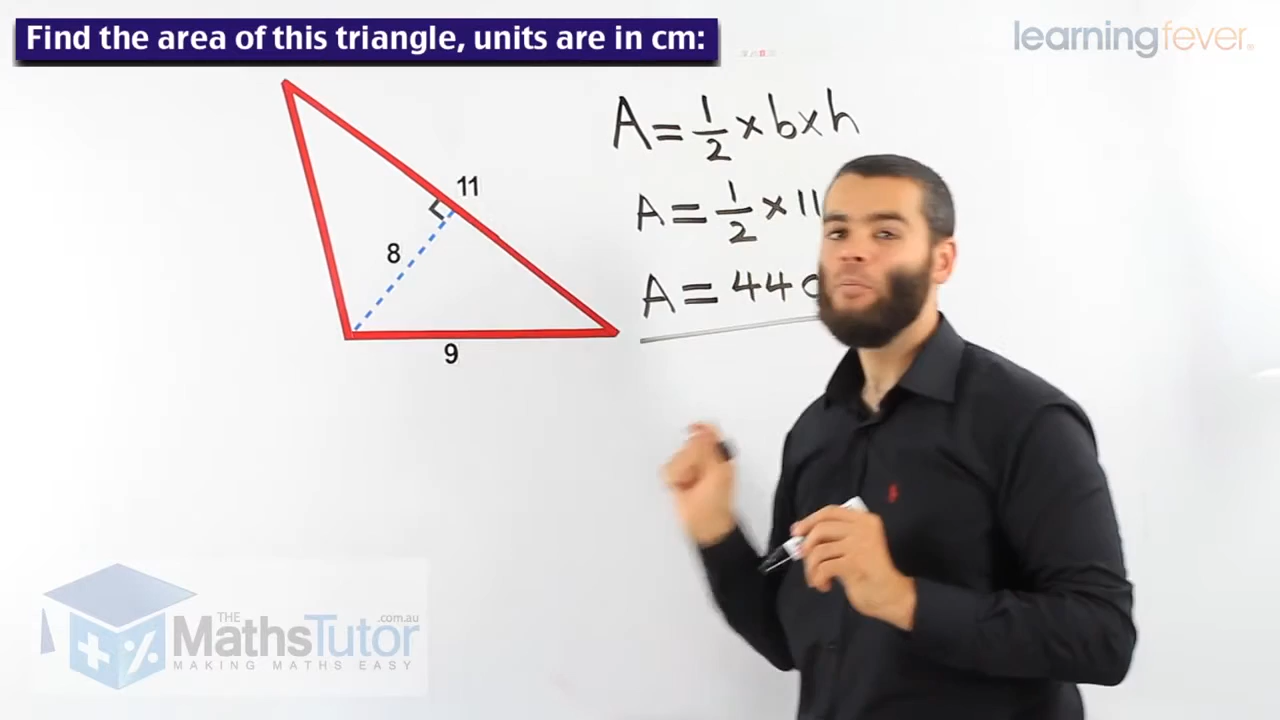 Find the area of this triangle, units are in cm:
learningfever®
A=1/2×b×h
11
A=1/2×11
8
A=44
9
THE
MathsTutor
.com.au
MAKING MATHS EASY